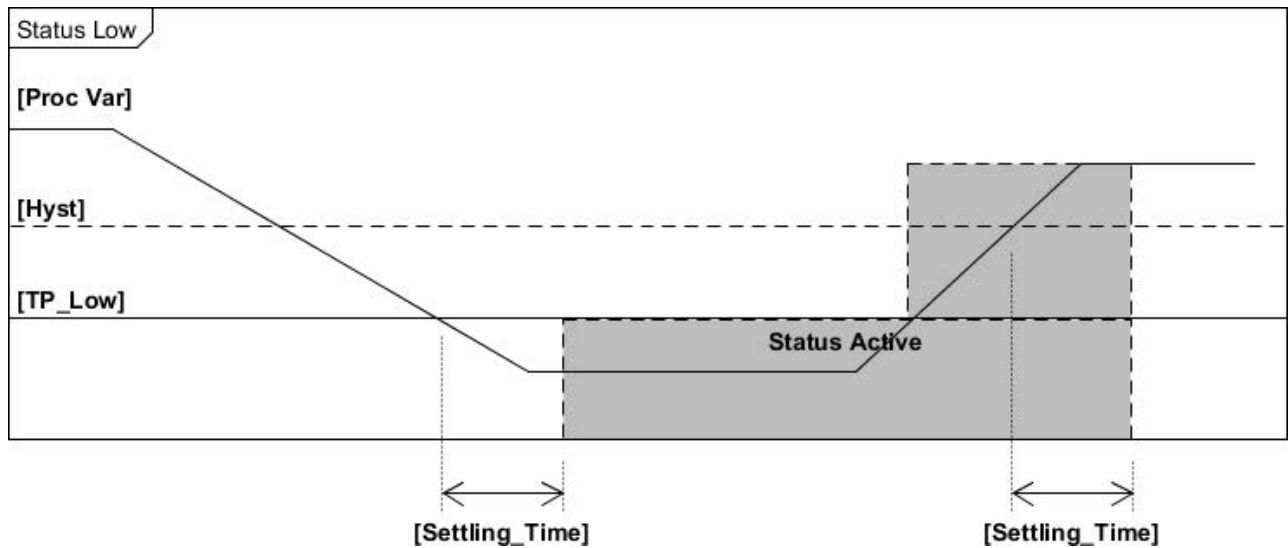 Status Low
[Proc Var]
[Hyst]
[TP_Low]
Status Active
[Settling_Time]
[Settling_Time]